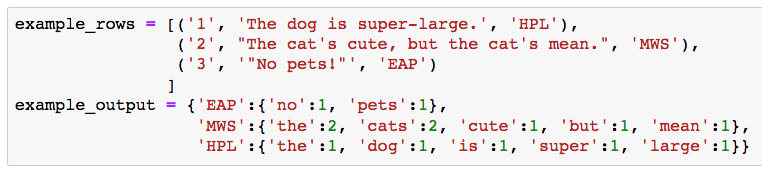 example_rows = [('1', 'The dog is super-large.', 'HPL'),
('2', "The cat's cute, but the cat's mean.", 'MWS'),
('3', '"No pets!"', 'EAP')
]
example_output = {'EAP':{'no':1, 'pets':1},
'MWS':{'the':2, 'cats':2, 'cute':1, 'but':1, 'mean':1},
'HPL':{'the':1, 'dog':1, 'is':1, 'super':1, 'large':1}}